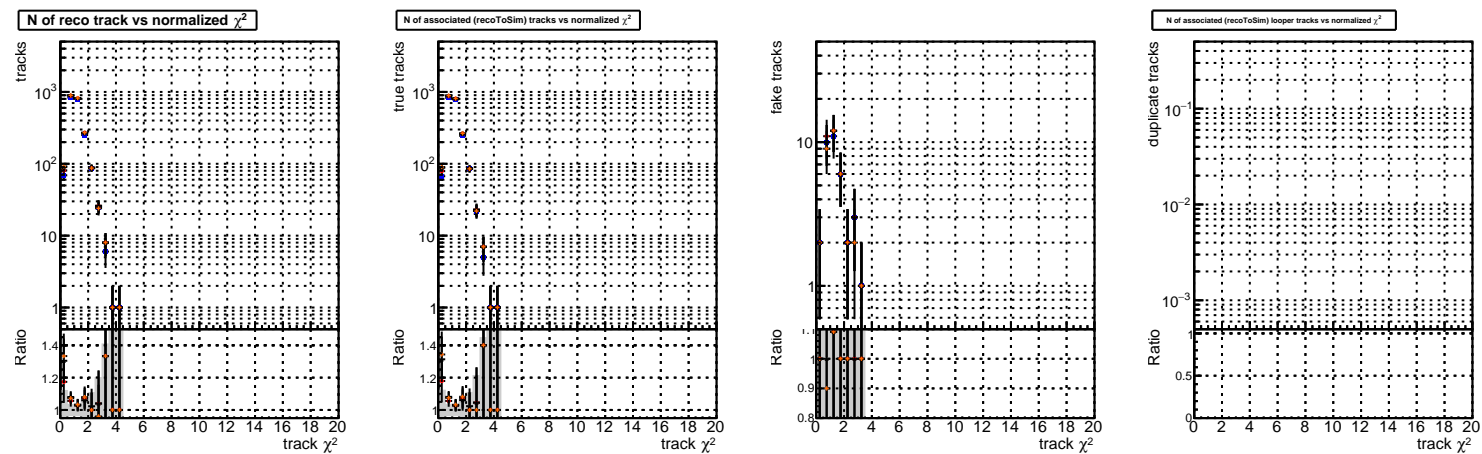 N of reco track vs normalized χ²
tracks
10³
10²
10
1
Ratio
1.4
1.2
1
0 2 4 6 8 10 12 14 16 18 20
track χ²
N of associated (recoToSim) tracks vs normalized χ²
true tracks
10³
10²
10
1
Ratio
1.4
1.2
1
0 2 4 6 8 10 12 14 16 18 20
track χ²
fake tracks
10
1
Ratio
1
0.9
0.8
0 2 4 6 8 10 12 14 16 18 20
track χ²
N of associated (recoToSim) looper tracks vs normalized χ²
duplicate tracks
10⁻¹
10⁻²
10⁻³
Ratio
1
0.5
0
0 2 4 6 8 10 12 14 16 18 20
track χ²